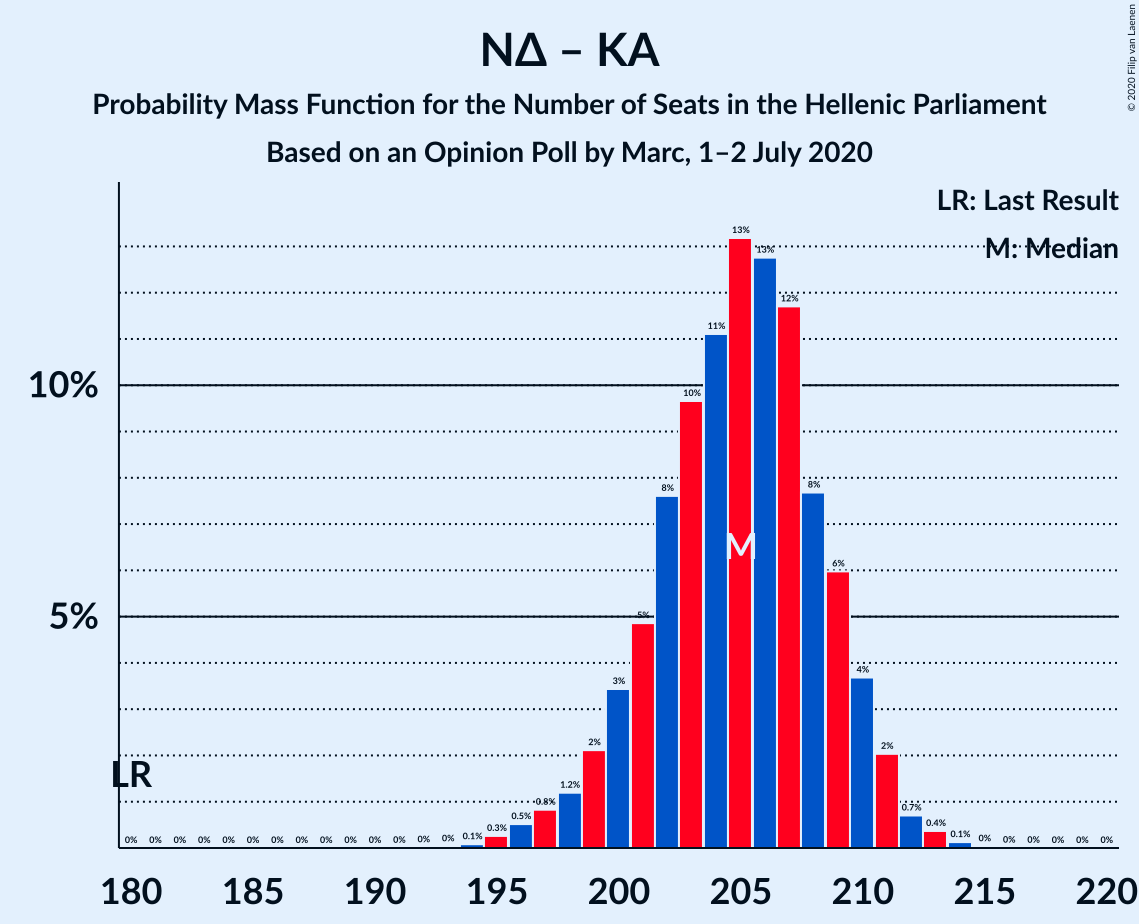 NΔ – KA
Probability Mass Function for the Number of Seats in the Hellenic Parliament
Based on an Opinion Poll by Marc, 1–2 July 2020
© 2020 Filip van Laenen
LR: Last Result
M: Median
10%
5%
LR
M
0% 0% 0% 0% 0% 0% 0% 0% 0% 0% 0% 0% 0% 0% 0.1% 0.3% 0.5% 0.8% 1.2% 2% 3% 5% 8% 10% 11% 13% 13% 12% 8% 6% 4% 2% 0.7% 0.4% 0.1% 0% 0% 0% 0% 0% 0%
180 185 190 195 200 205 210 215 220